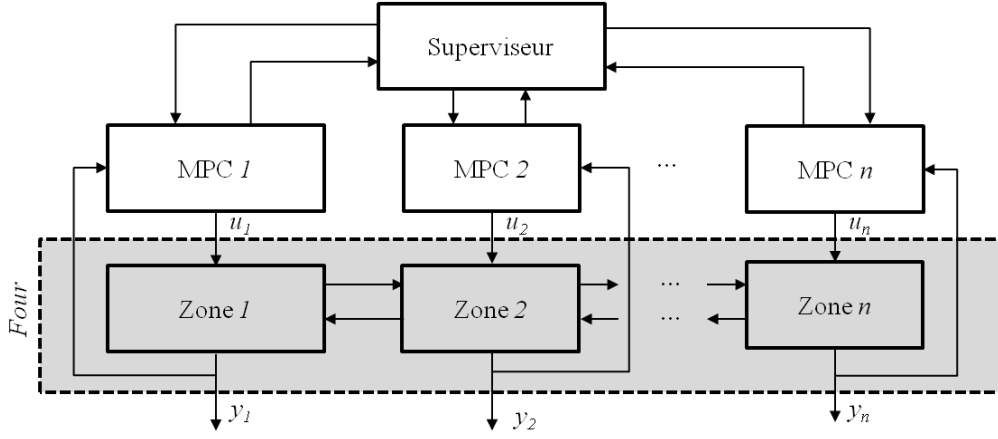 Superviseur
MPC 1
MPC 2
...
MPC n
u1
u2
un
Four
Zone 1
Zone 2
...
...
Zone n
y1
y2
yn